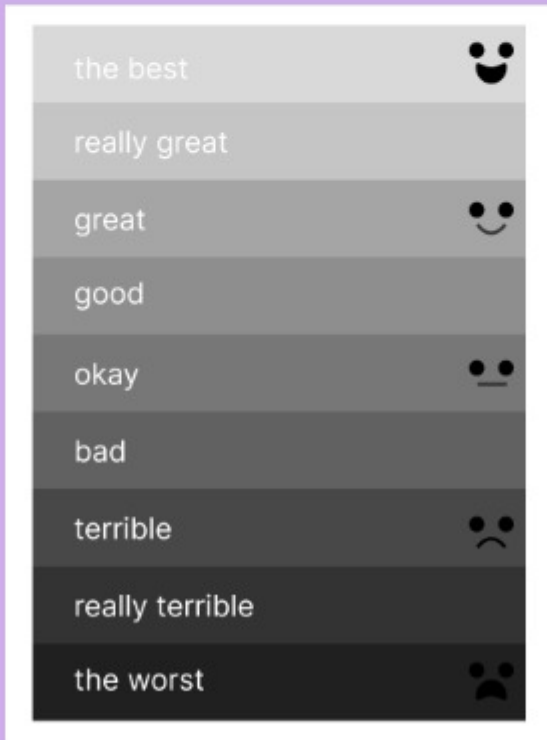 the best
really great
great
good
okay
bad
terrible
really terrible
the worst